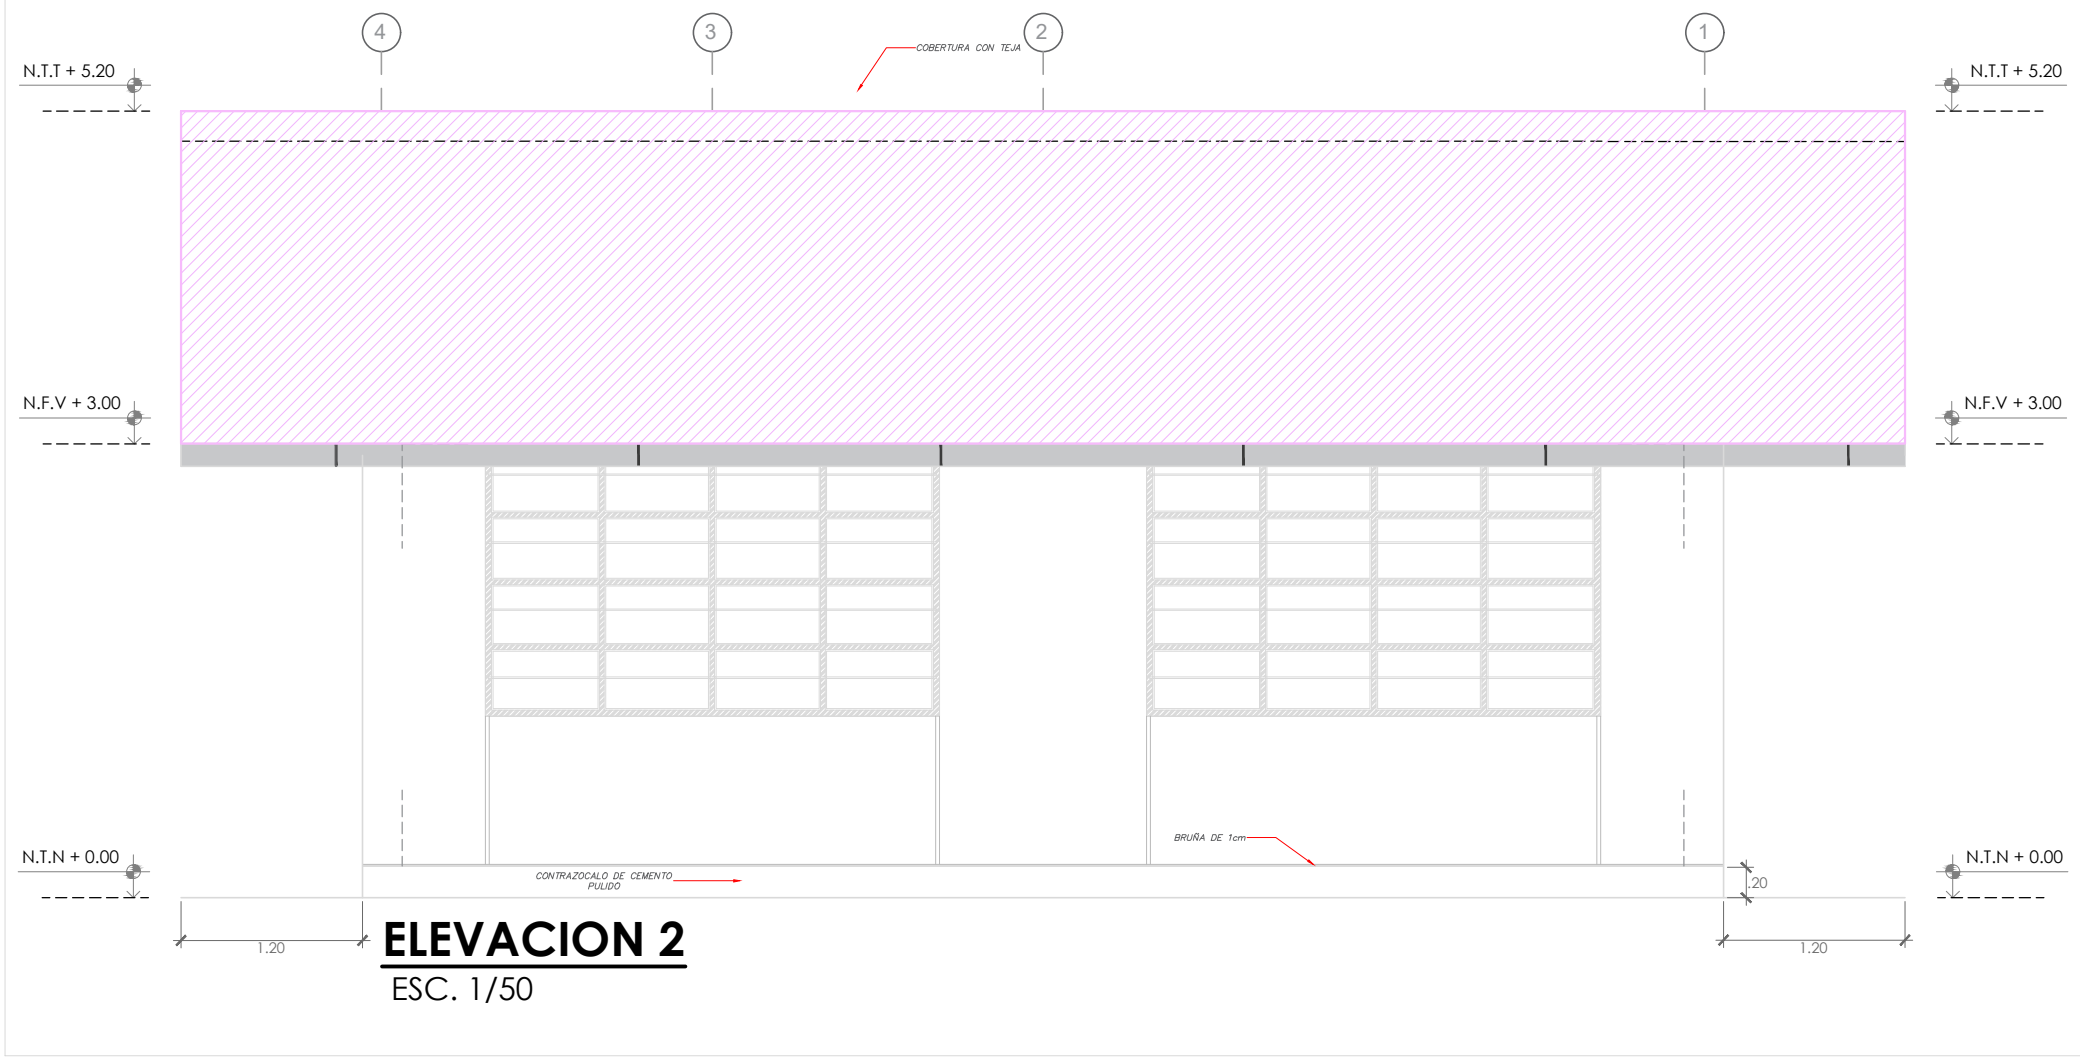 4
3
2
1
COBERTURA CON TEJA
N.T.T + 5.20
N.T.T + 5.20
N.F.V + 3.00
N.F.V + 3.00
BRUÑA DE 1cm
N.T.N + 0.00
N.T.N + 0.00
CONTRAZOCALO DE CEMENTO
PULIDO
.20
1.20
1.20
ELEVACION 2
ESC. 1/50